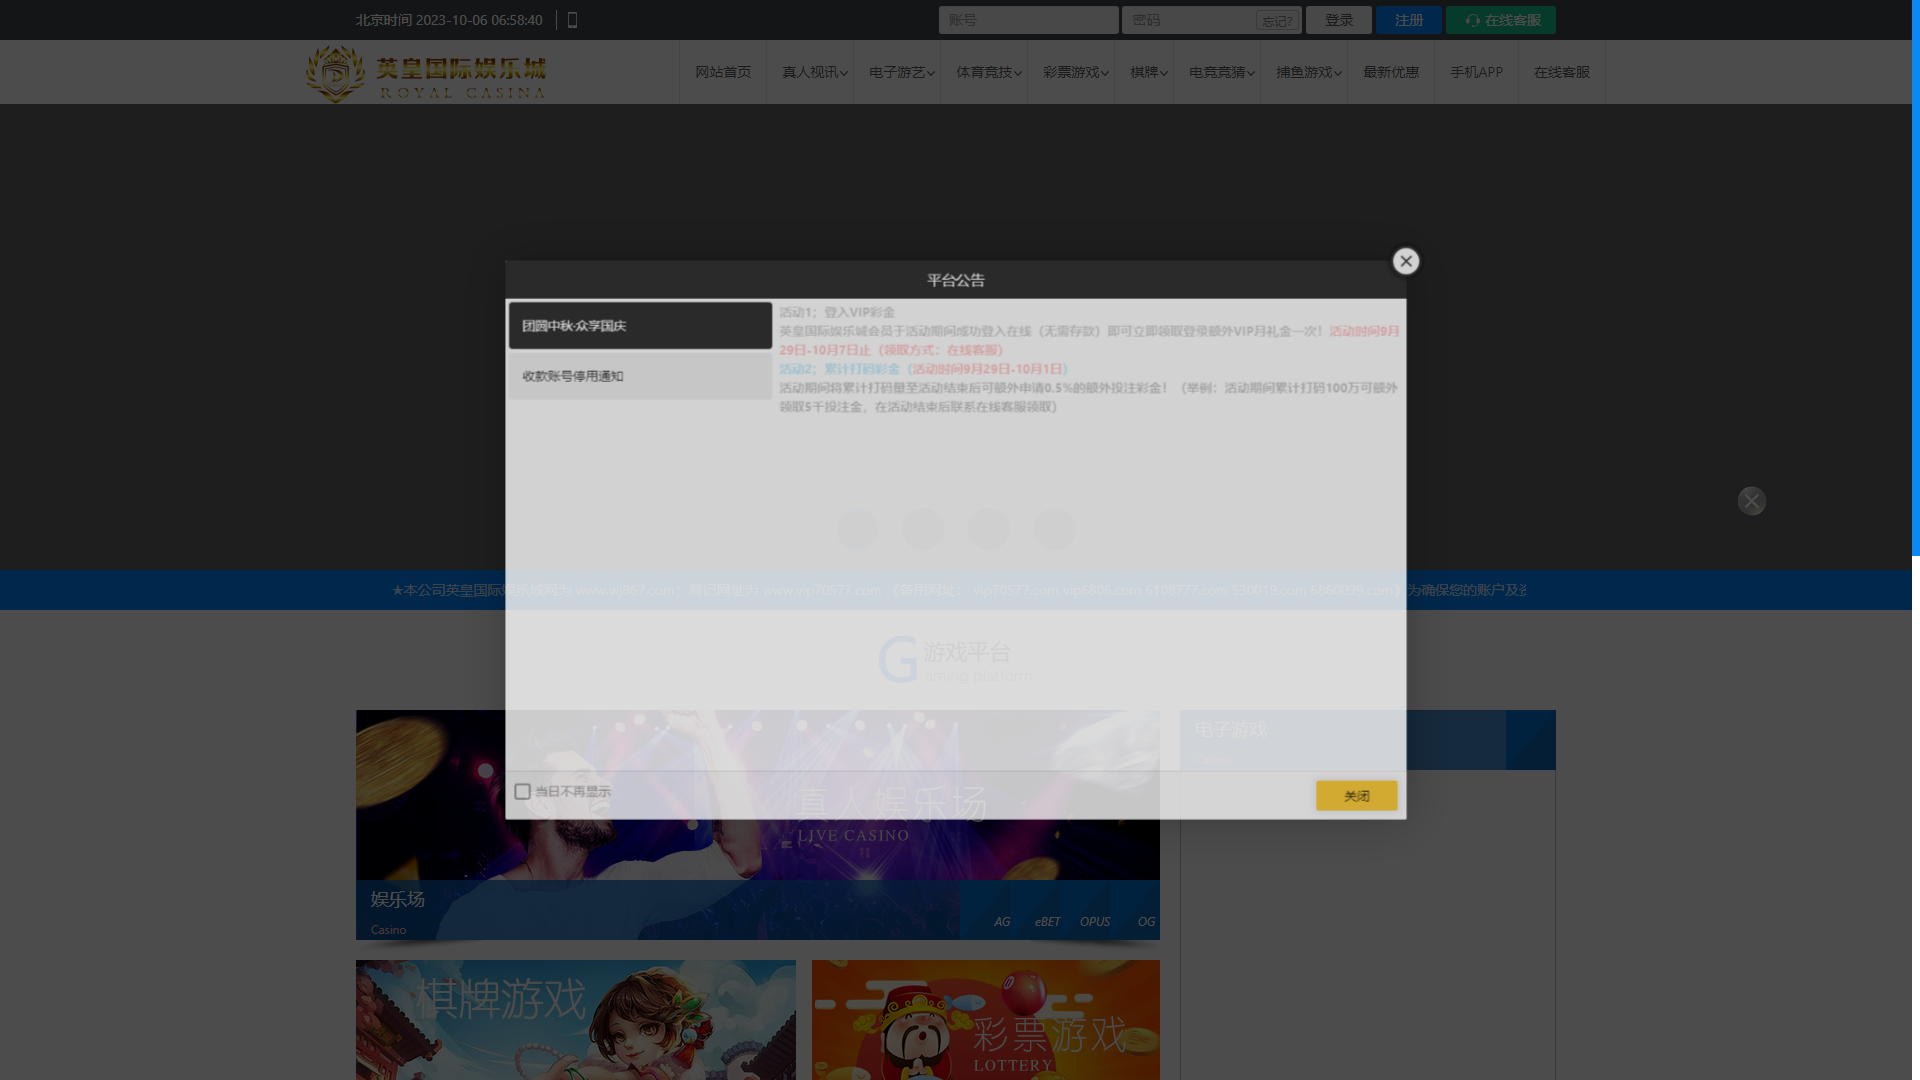 北京时间 2023-10-06 06:58:40
账号
密码
忘记?
登录
注册
在线客服
英皇国际娱乐城
ROYAL CASINA
网站首页
真人视讯
电子游艺
体育竞技
彩票游戏
棋牌
电竞竞猜
捕鱼游戏
最新优惠
手机APP
在线客服
平台公告
团圆中秋·众享国庆
收款账号停用通知
活动1；登入VIP彩金
英皇国际娱乐城会员于活动期间成功登入在线（无需存款）即可立即领取登录额外VIP月礼金一次！活动时间9月
29日-10月7日止（领取方式：在线客服）
活动2；累计打码彩金（活动时间9月29日-10月1日）
活动期间将累计打码量至活动结束后可额外申请0.5%的额外投注彩金！（举例：活动期间累计打码100万可额外
领取5千投注金，在活动结束后联系在线客服领取）
★本公司英皇国际娱乐城网为 www.wj867.com；易记网址为 www.vip70577.com （备用网址： vip70577.com vip6806.com 6108777.com 530019.com 6860039.com）为确保您的账户及资
游戏平台
Gaming platform
电子游戏
真人娱乐场
LIVE CASINO
当日不再显示
关闭
娱乐场
Casino
AG
eBET
OPUS
OG
棋牌游戏
彩票游戏
LOTTERY